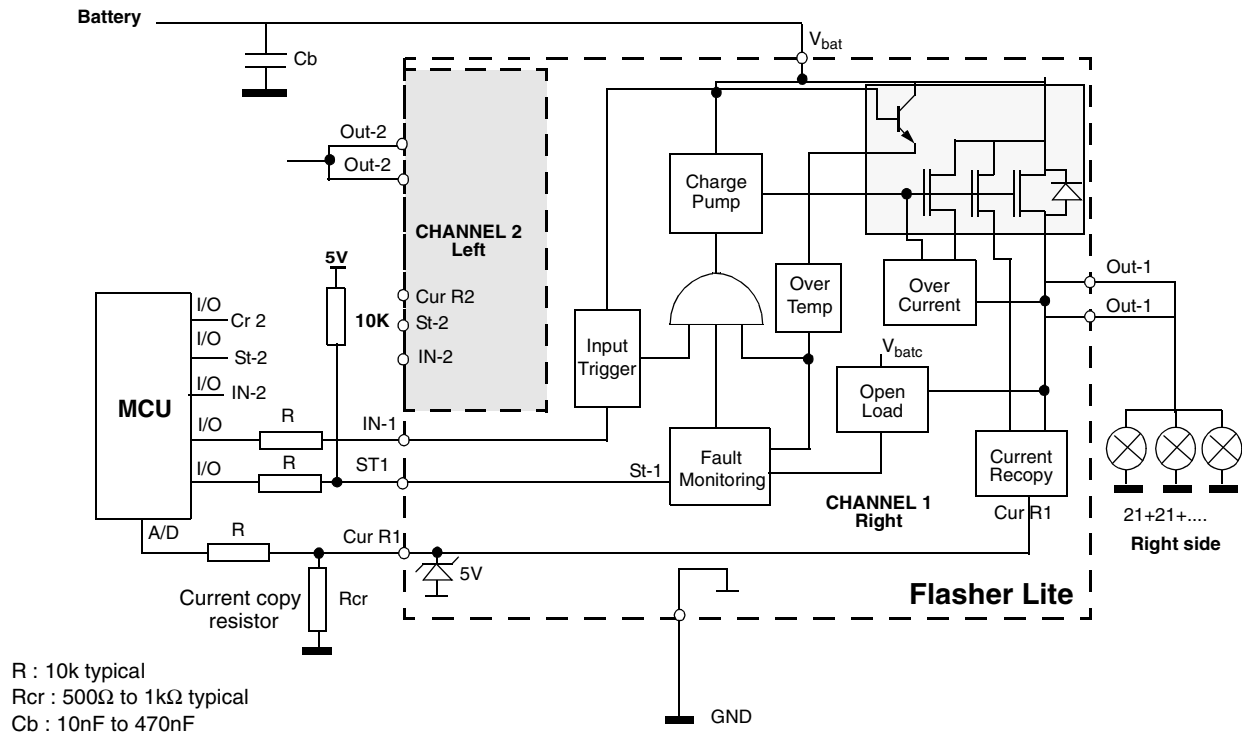 Battery
Vbat
Cb
Out-2
Out-2
CHANNEL 2
Left
Charge
Pump
5V
10K
Cur R2
St-2
IN-2
Over
Temp
Over
Current
Out-1
Out-1
Input
Trigger
Vbatc
Open
Load
MCU
I/O
Cr 2
I/O
St-2
I/O
IN-2
I/O
R
IN-1
I/O
R
ST1
St-1
Fault
Monitoring
Current
Recopy
CHANNEL 1
Right
Cur R1
21+21+....
Right side
A/D
R
Cur R1
5V
Current copy
resistor
Rcr
Flasher Lite
GND
R : 10k typical
Rcr : 500Ω to 1kΩ typical
Cb : 10nF to 470nF